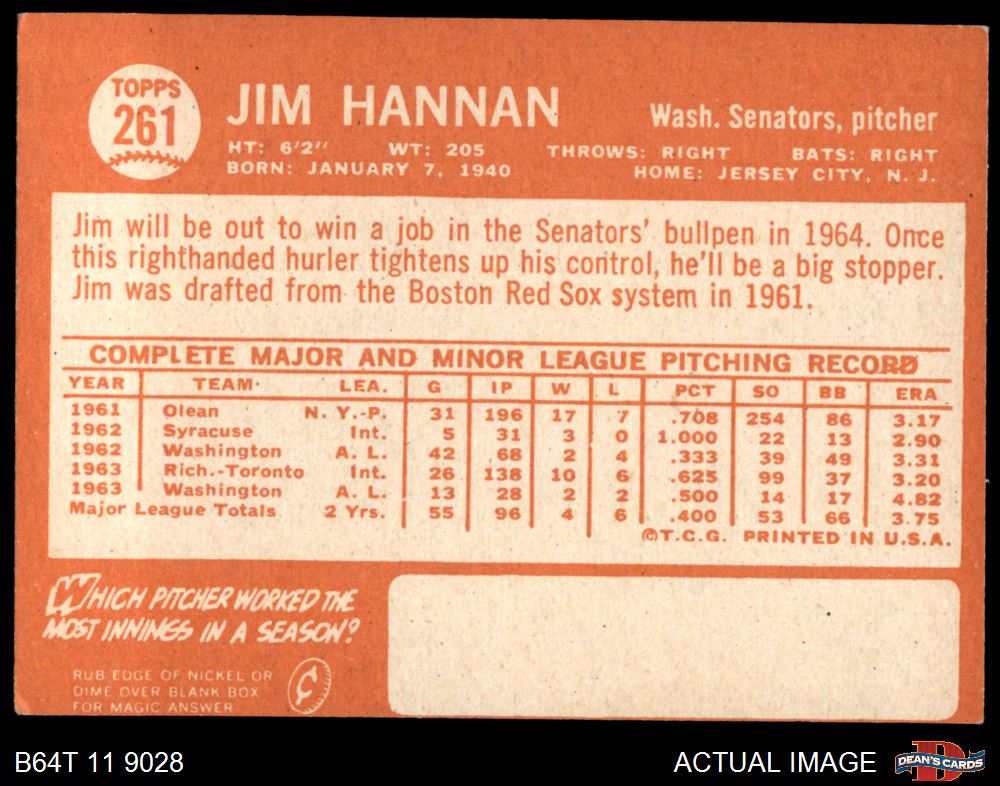 TOPPS
261
JIM HANNAN
Wash. Senators, pitcher
HT: 6'2" WT: 205 THROWS: RIGHT BATS: RIGHT
BORN: JANUARY 7, 1940 HOME: JERSEY CITY, N. J.
Jim will be out to win a job in the Senators' bullpen in 1964. Once
this righthanded hurler tightens up his control, he'll be a big stopper.
Jim was drafted from the Boston Red Sox system in 1961.
COMPLETE MAJOR AND MINOR LEAGUE PITCHING RECORD
YEAR TEAM LEA. G IP W L PCT SO BB ERA
1961 Olean N. Y.-P. 31 196 17 7 .708 254 86 3.17
1962 Syracuse Int. 5 31 3 0 1.000 22 13 2.90
1962 Washington A. L. 42 68 2 4 .333 39 49 3.31
1963 Rich.-Toronto Int. 26 138 10 6 .625 99 37 3.20
1963 Washington A. L. 13 28 2 2 .500 14 17 4.82
Major League Totals 2 Yrs. 55 96 4 6 .400 53 66 3.75
©T.C.G. PRINTED IN U.S.A.
WHICH PITCHER WORKED THE
MOST INNINGS IN A SEASON?
RUB EDGE OF NICKEL OR
DIME OVER BLANK BOX
FOR MAGIC ANSWER
¢
B64T 11 9028
ACTUAL IMAGE
D
DEAN'S CARDS